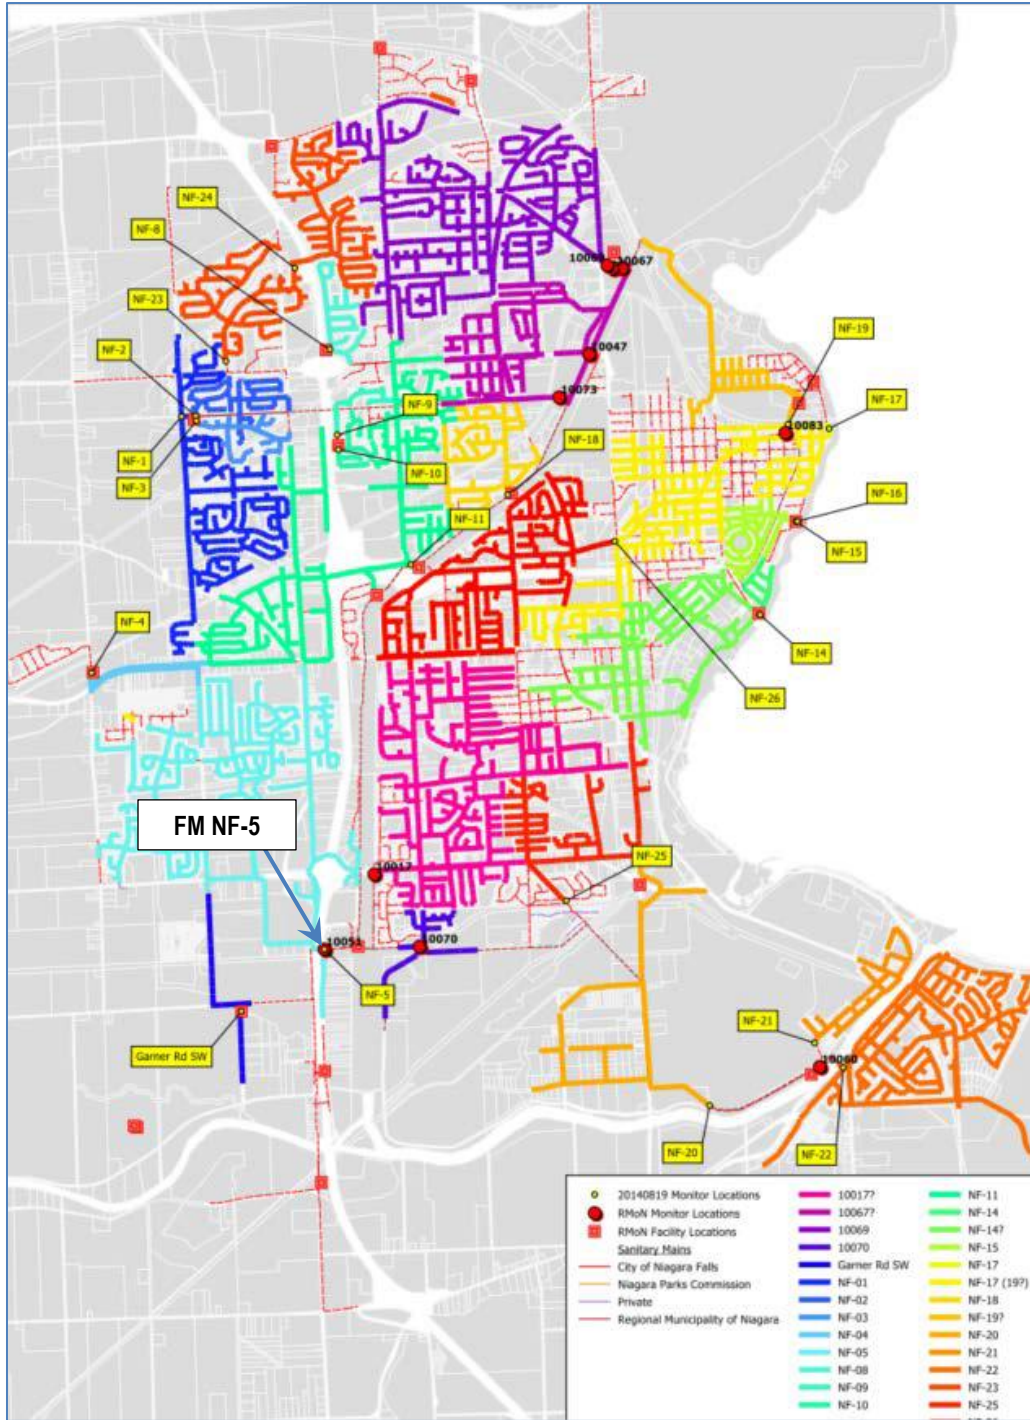 NF-24
NF-8
NF-23
NF-2
NF-1
NF-3
NF-9
NF-10
NF-18
NF-11
NF-19
NF-17
NF-16
NF-15
NF-14
NF-26
NF-4
10067
10047
10073
10083
FM NF-5
10017
10051
10070
NF-5
NF-25
Garner Rd SW
NF-21
10060
NF-20
NF-22
20140819 Monitor Locations
RMoN Monitor Locations
RMoN Facility Locations
Sanitary Mains
City of Niagara Falls
Niagara Parks Commission
Private
Regional Municipality of Niagara
10017?
10067?
10069
10070
Garner Rd SW
NF-01
NF-02
NF-03
NF-04
NF-05
NF-08
NF-09
NF-10
NF-11
NF-14
NF-14?
NF-15
NF-17
NF-17 (19?)
NF-18
NF-19?
NF-20
NF-21
NF-22
NF-23
NF-25